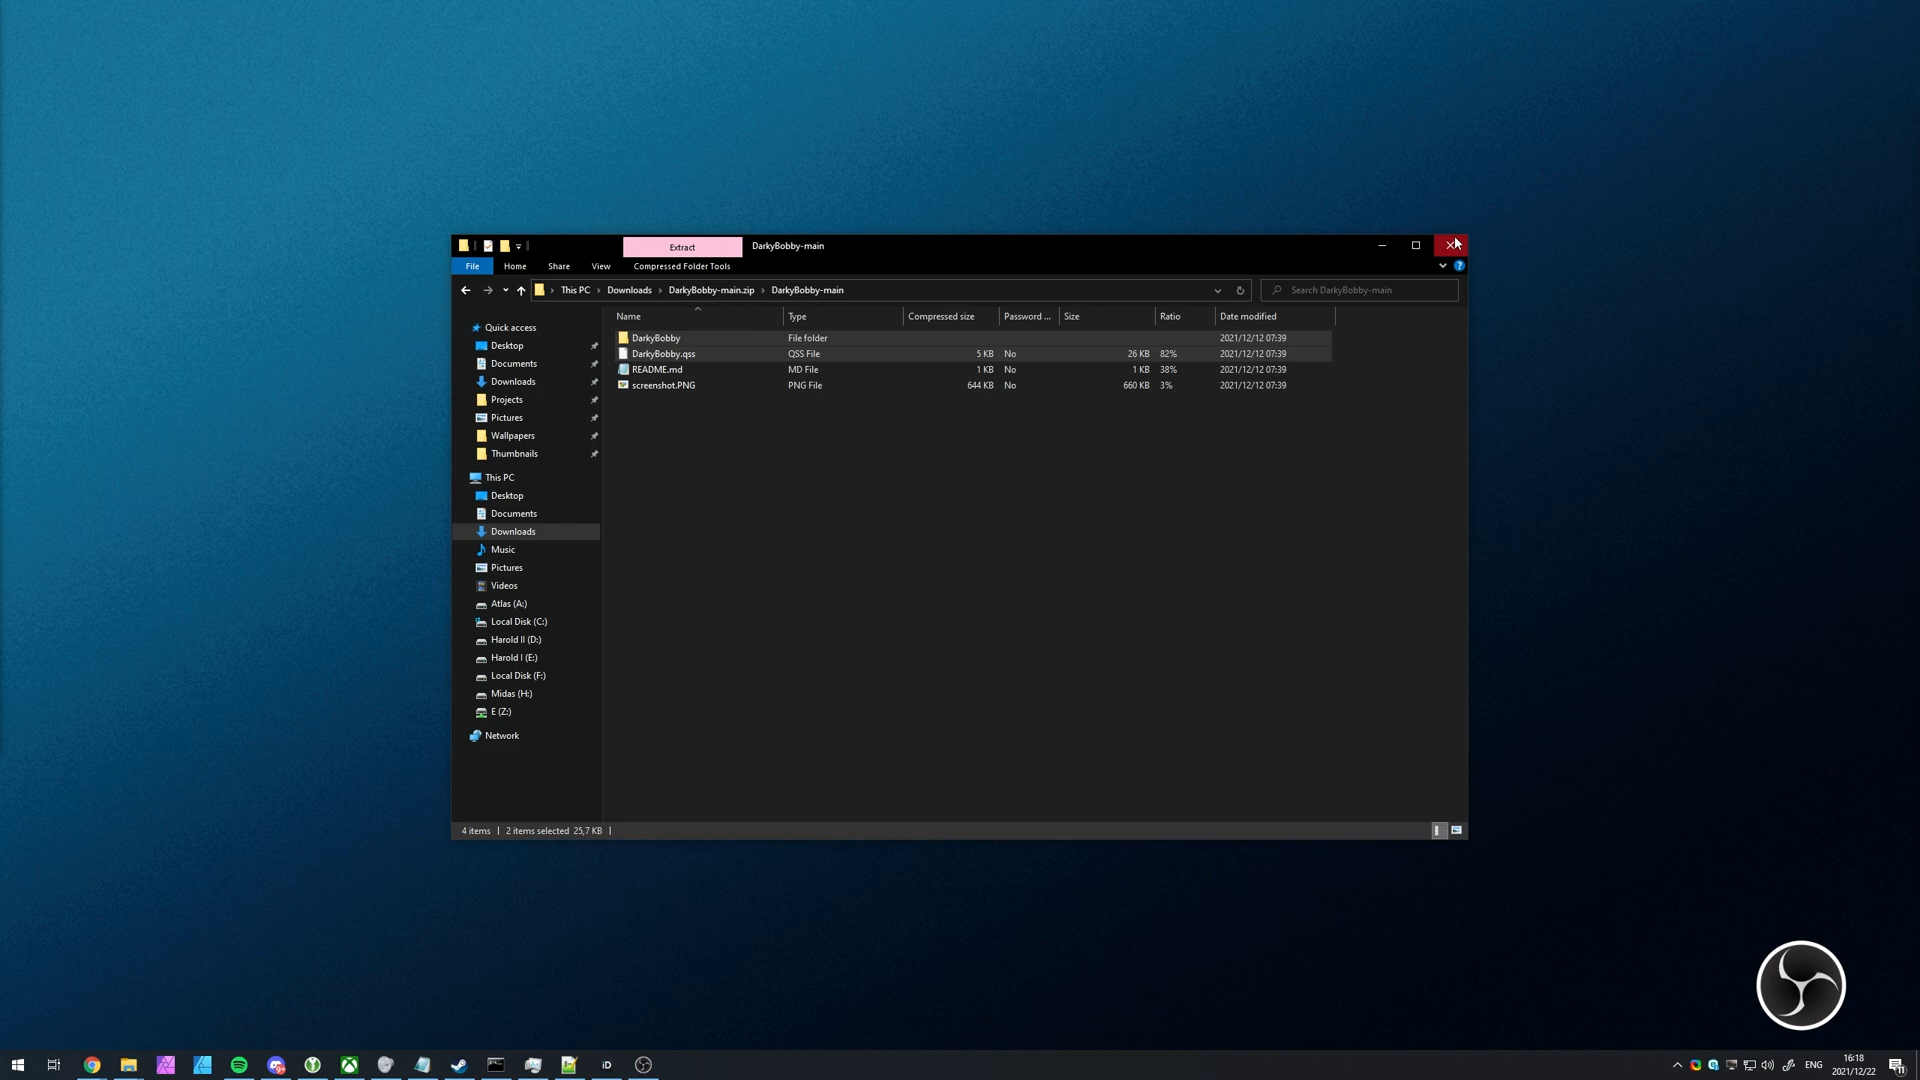 Extract DarkyBobby-main
File Home Share View Compressed Folder Tools
This PC Downloads DarkyBobby-main.zip DarkyBobby-main Search DarkyBobby-main
Name Type Compressed size Password ... Size Ratio Date modified
DarkyBobby File folder 2021/12/12 07:39
DarkyBobby.qss QSS File 5 KB No 26 KB 82% 2021/12/12 07:39
README.md MD File 1 KB No 1 KB 38% 2021/12/12 07:39
screenshot.PNG PNG File 644 KB No 660 KB 3% 2021/12/12 07:39
Quick access
Desktop
Documents
Downloads
Projects
Pictures
Wallpapers
Thumbnails
This PC
Desktop
Documents
Downloads
Music
Pictures
Videos
Atlas (A:)
Local Disk (C:)
Harold II (D:)
Harold I (E:)
Local Disk (F:)
Midas (H:)
E (Z:)
Network
4 items 2 items selected 25,7 KB
iD
ENG
16:18
2021/12/22
11